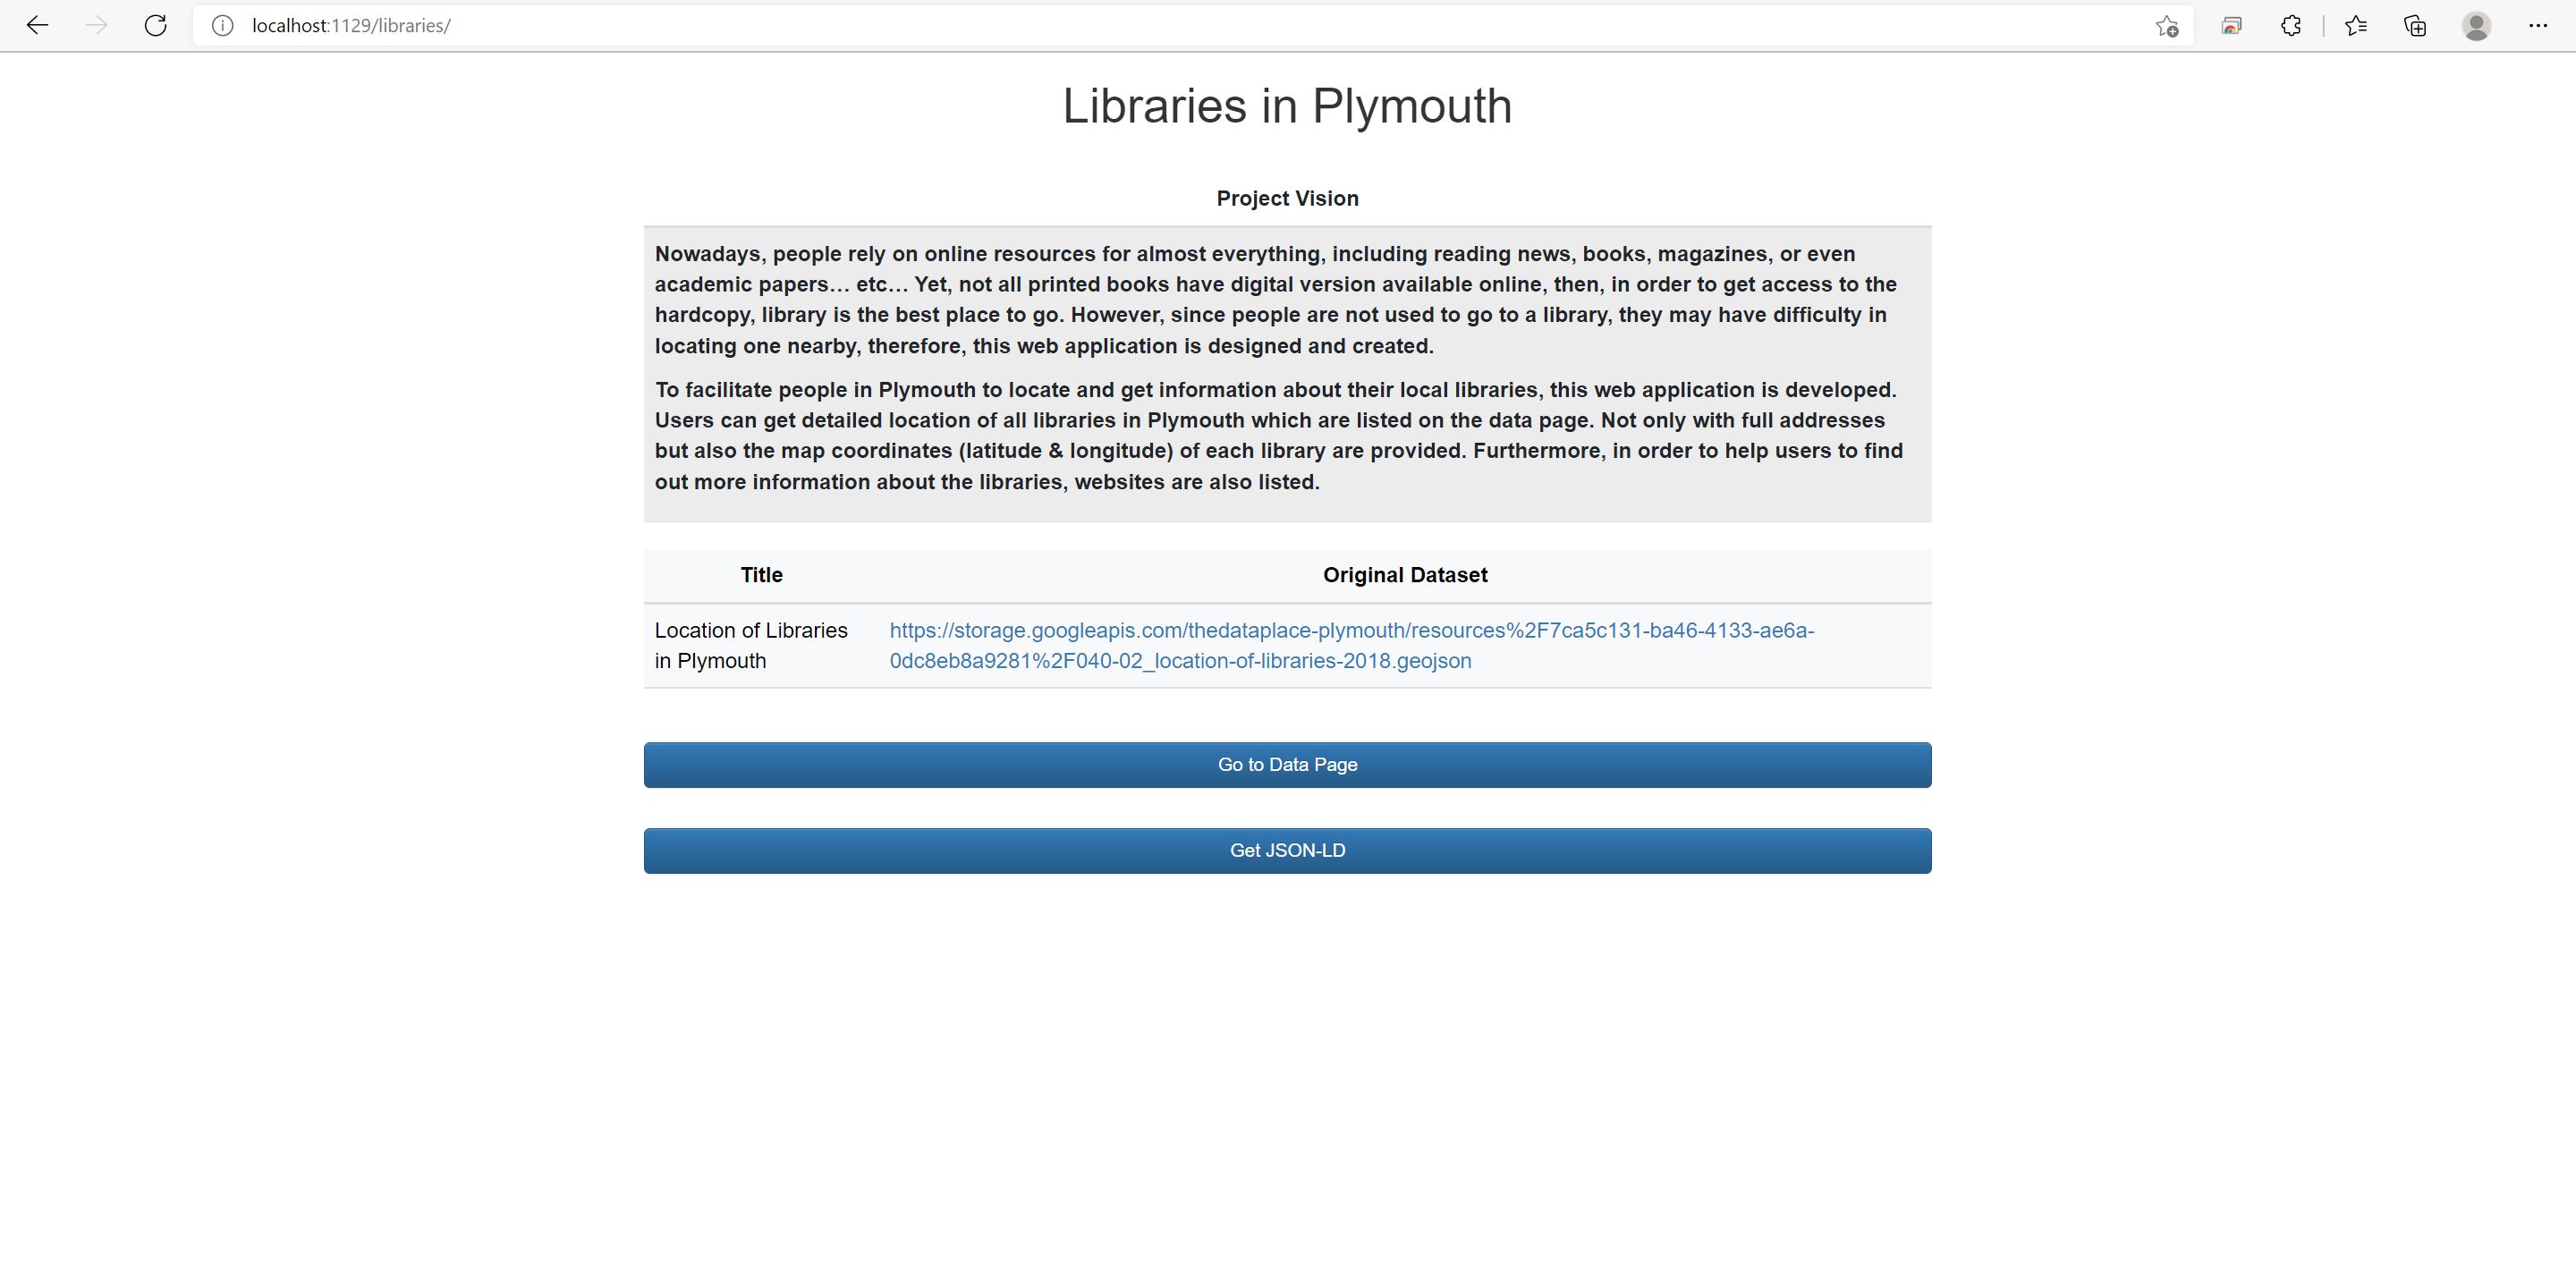 localhost:1129/libraries/
Libraries in Plymouth
Project Vision
Nowadays, people rely on online resources for almost everything, including reading news, books, magazines, or even
academic papers… etc… Yet, not all printed books have digital version available online, then, in order to get access to the
hardcopy, library is the best place to go. However, since people are not used to go to a library, they may have difficulty in
locating one nearby, therefore, this web application is designed and created.
To facilitate people in Plymouth to locate and get information about their local libraries, this web application is developed.
Users can get detailed location of all libraries in Plymouth which are listed on the data page. Not only with full addresses
but also the map coordinates (latitude & longitude) of each library are provided. Furthermore, in order to help users to find
out more information about the libraries, websites are also listed.
Title Original Dataset
Location of Libraries
in Plymouth
https://storage.googleapis.com/thedataplace-plymouth/resources%2F7ca5c131-ba46-4133-ae6a-
0dc8eb8a9281%2F040-02_location-of-libraries-2018.geojson
Go to Data Page
Get JSON-LD